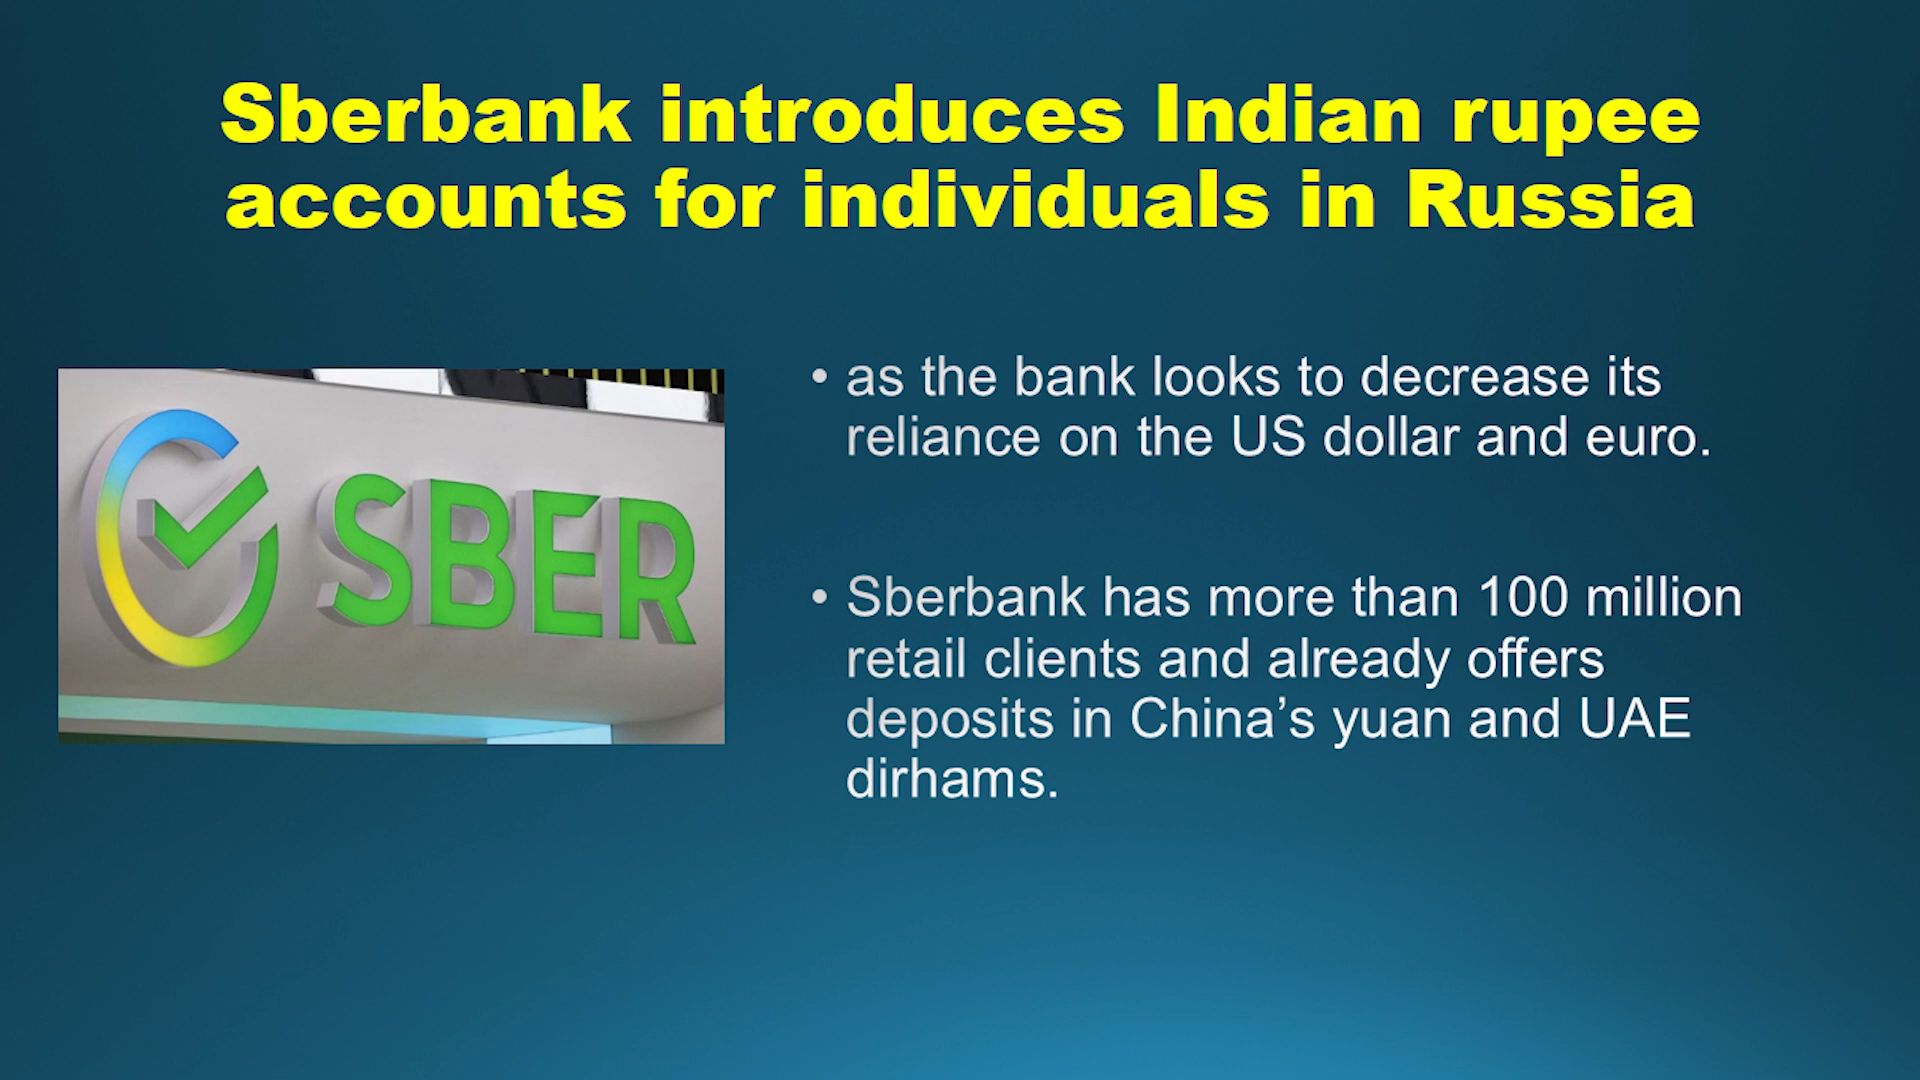 Sberbank introduces Indian rupee
accounts for individuals in Russia
SBER
• as the bank looks to decrease its
reliance on the US dollar and euro.
• Sberbank has more than 100 million
retail clients and already offers
deposits in China’s yuan and UAE
dirhams.